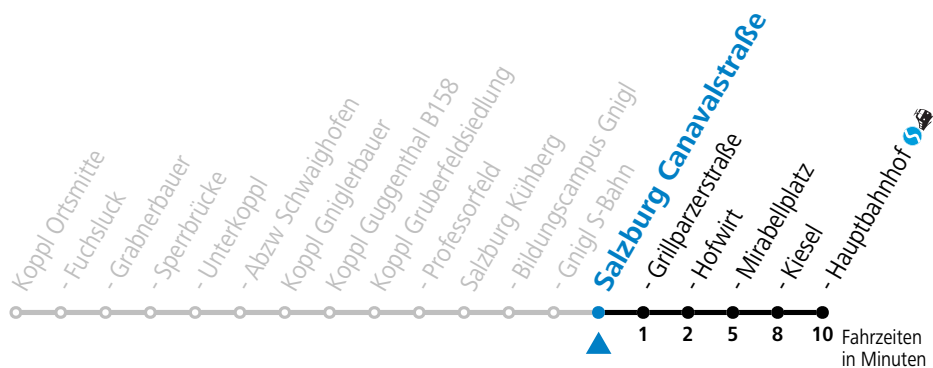 Koppl Ortsmitte
- Fuchsluck
- Grabnerbauer
- Sperrbrücke
- Unterkoppl
- Abzw Schwaighofen
Koppl Gniglerbauer
Koppl Guggenthal B158
Koppl Gruberfeldsiedlung
- Professorfeld
Salzburg Kühberg
- Bildungscampus Gnigl
- Gnigl S-Bahn
Salzburg Canavalstraße
- Grillparzerstraße
- Hofwirt
- Mirabellplatz
- Kiesel
- Hauptbahnhof
1 2 5 8 10 Fahrzeiten
in Minuten